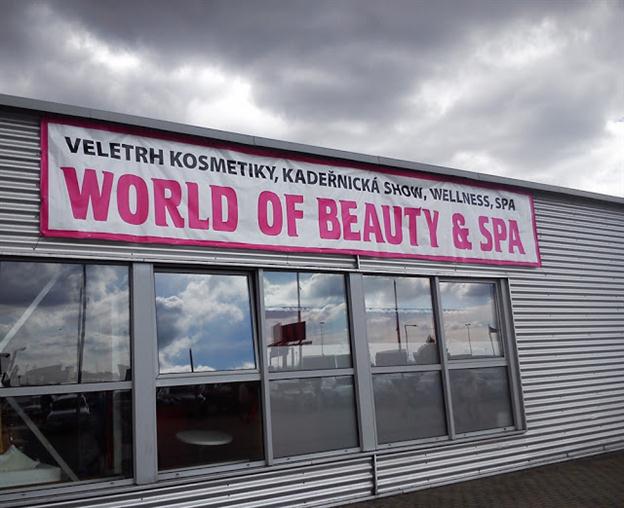 VELETRH KOSMETIKY, KADEŘNICKÁ SHOW, WELLNESS, SPA
WORLD OF BEAUTY & SPA